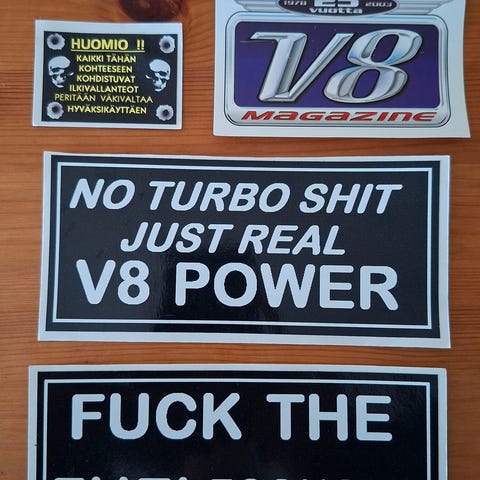 HUOMIO !!
KAIKKI TÄHÄN
KOHTEESEEN
KOHDISTUVAT
ILKIVALLANTEOT
PERITÄÄN VÄKIVALTAA
HYVÄKSIKÄYTTÄEN
1978 25 2003
vuotta
V8
MAGAZINE
NO TURBO SHIT
JUST REAL
V8 POWER
FUCK THE